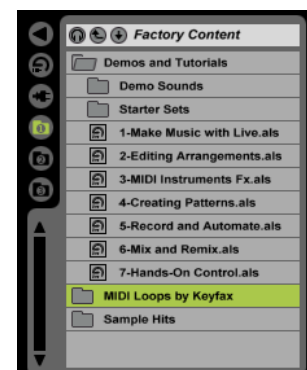 Factory Content
Demos and Tutorials
Demo Sounds
Starter Sets
1-Make Music with Live.als
2-Editing Arrangements.als
3-MIDI Instruments Fx.als
4-Creating Patterns.als
5-Record and Automate.als
6-Mix and Remix.als
7-Hands-On Control.als
MIDI Loops by Keyfax
Sample Hits